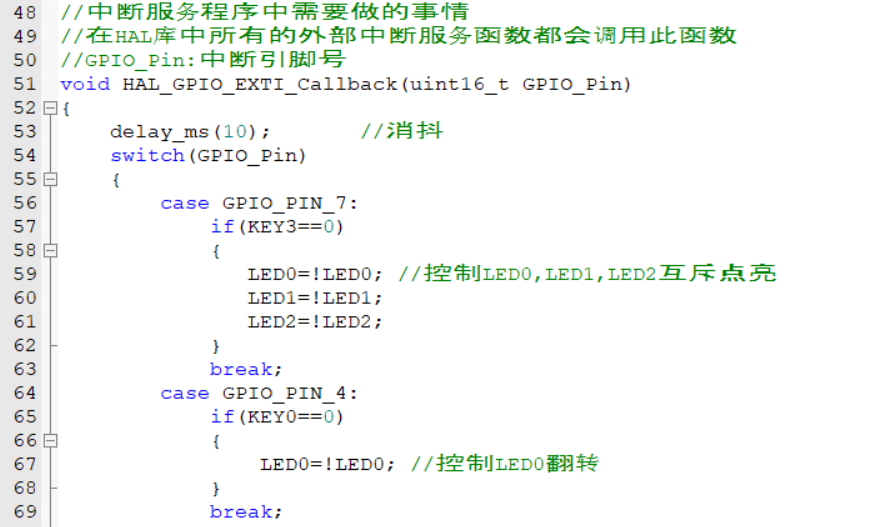 48 //中断服务程序中需要做的事情
49 //在HAL库中所有的外部中断服务函数都会调用此函数
50 //GPIO_Pin:中断引脚号
51 void HAL_GPIO_EXTI_Callback(uint16_t GPIO_Pin)
52 {
53 delay_ms(10); //消抖
54 switch(GPIO_Pin)
55 {
56 case GPIO_PIN_7:
57 if(KEY3==0)
58 {
59 LED0=!LED0; //控制LED0,LED1,LED2互斥点亮
60 LED1=!LED1;
61 LED2=!LED2;
62 }
63 break;
64 case GPIO_PIN_4:
65 if(KEY0==0)
66 {
67 LED0=!LED0; //控制LED0翻转
68 }
69 break;